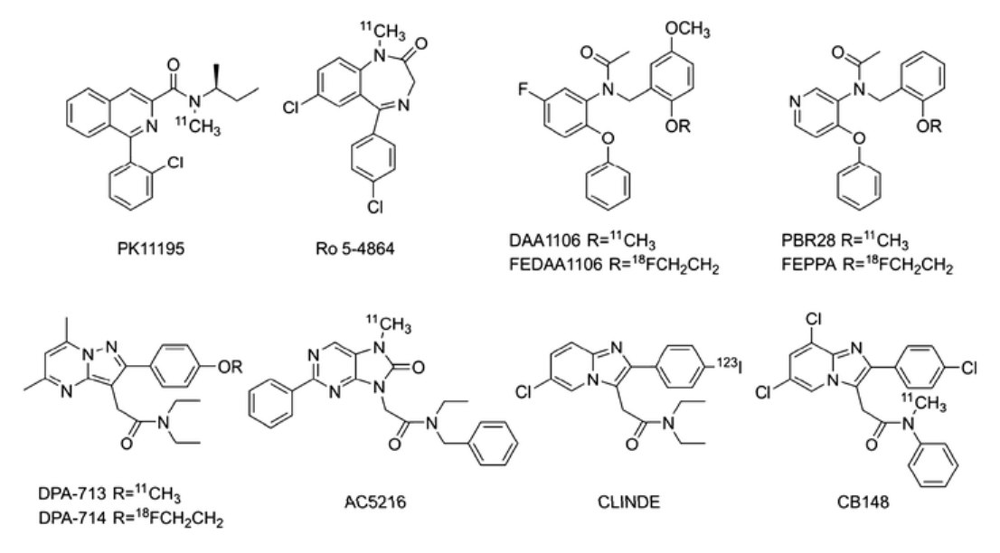 O
N
11CH3
N
Cl
PK11195
11CH3
N
O
N
Cl
Cl
Ro 5-4864
OCH3
O
N
F
O
OR
DAA1106 R=11CH3
FEDAA1106 R=18FCH2CH2
O
N
N
O
OR
PBR28 R=11CH3
FEPPA R=18FCH2CH2
N
N
N
OR
N
O
DPA-713 R=11CH3
DPA-714 R=18FCH2CH2
11CH3
N
N
O
N
N
N
O
AC5216
N
N
Cl
123I
N
O
CLINDE
Cl
N
N
Cl
Cl
11CH3
N
O
CB148